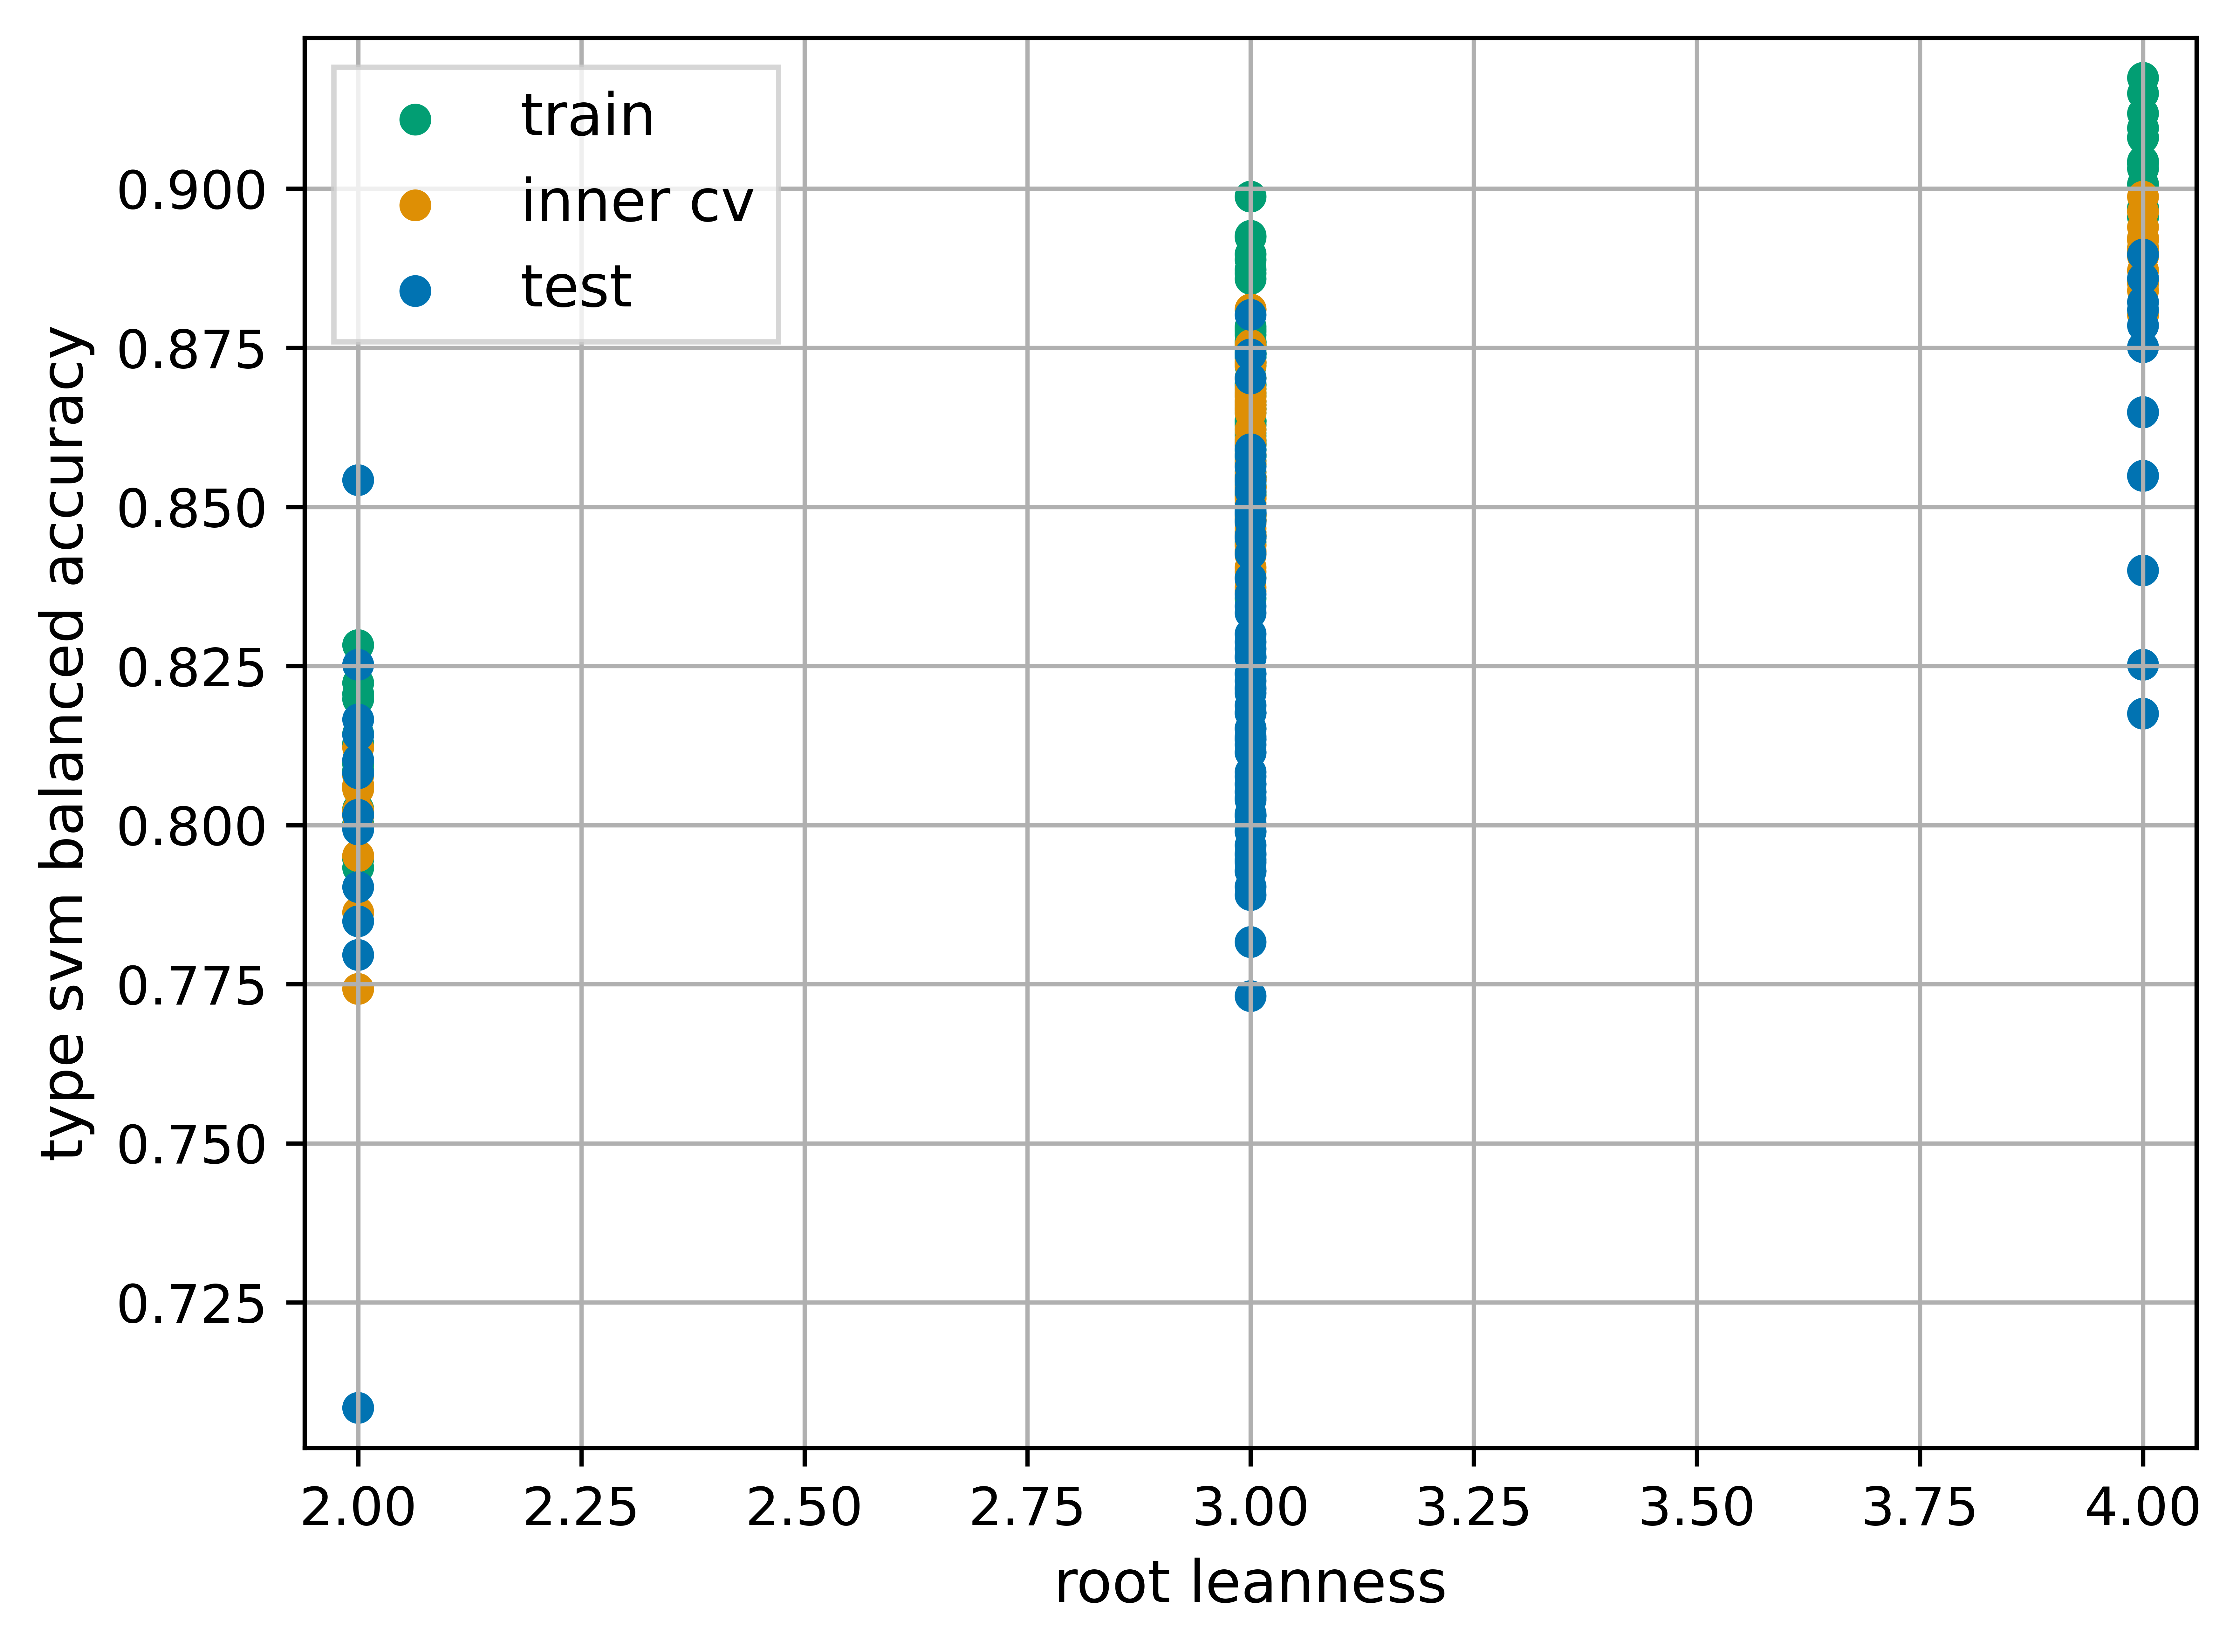 train
inner cv
test
0.900
0.875
0.850
0.825
0.800
0.775
0.750
0.725
type svm balanced accuracy
2.00 2.25 2.50 2.75 3.00 3.25 3.50 3.75 4.00
root leanness